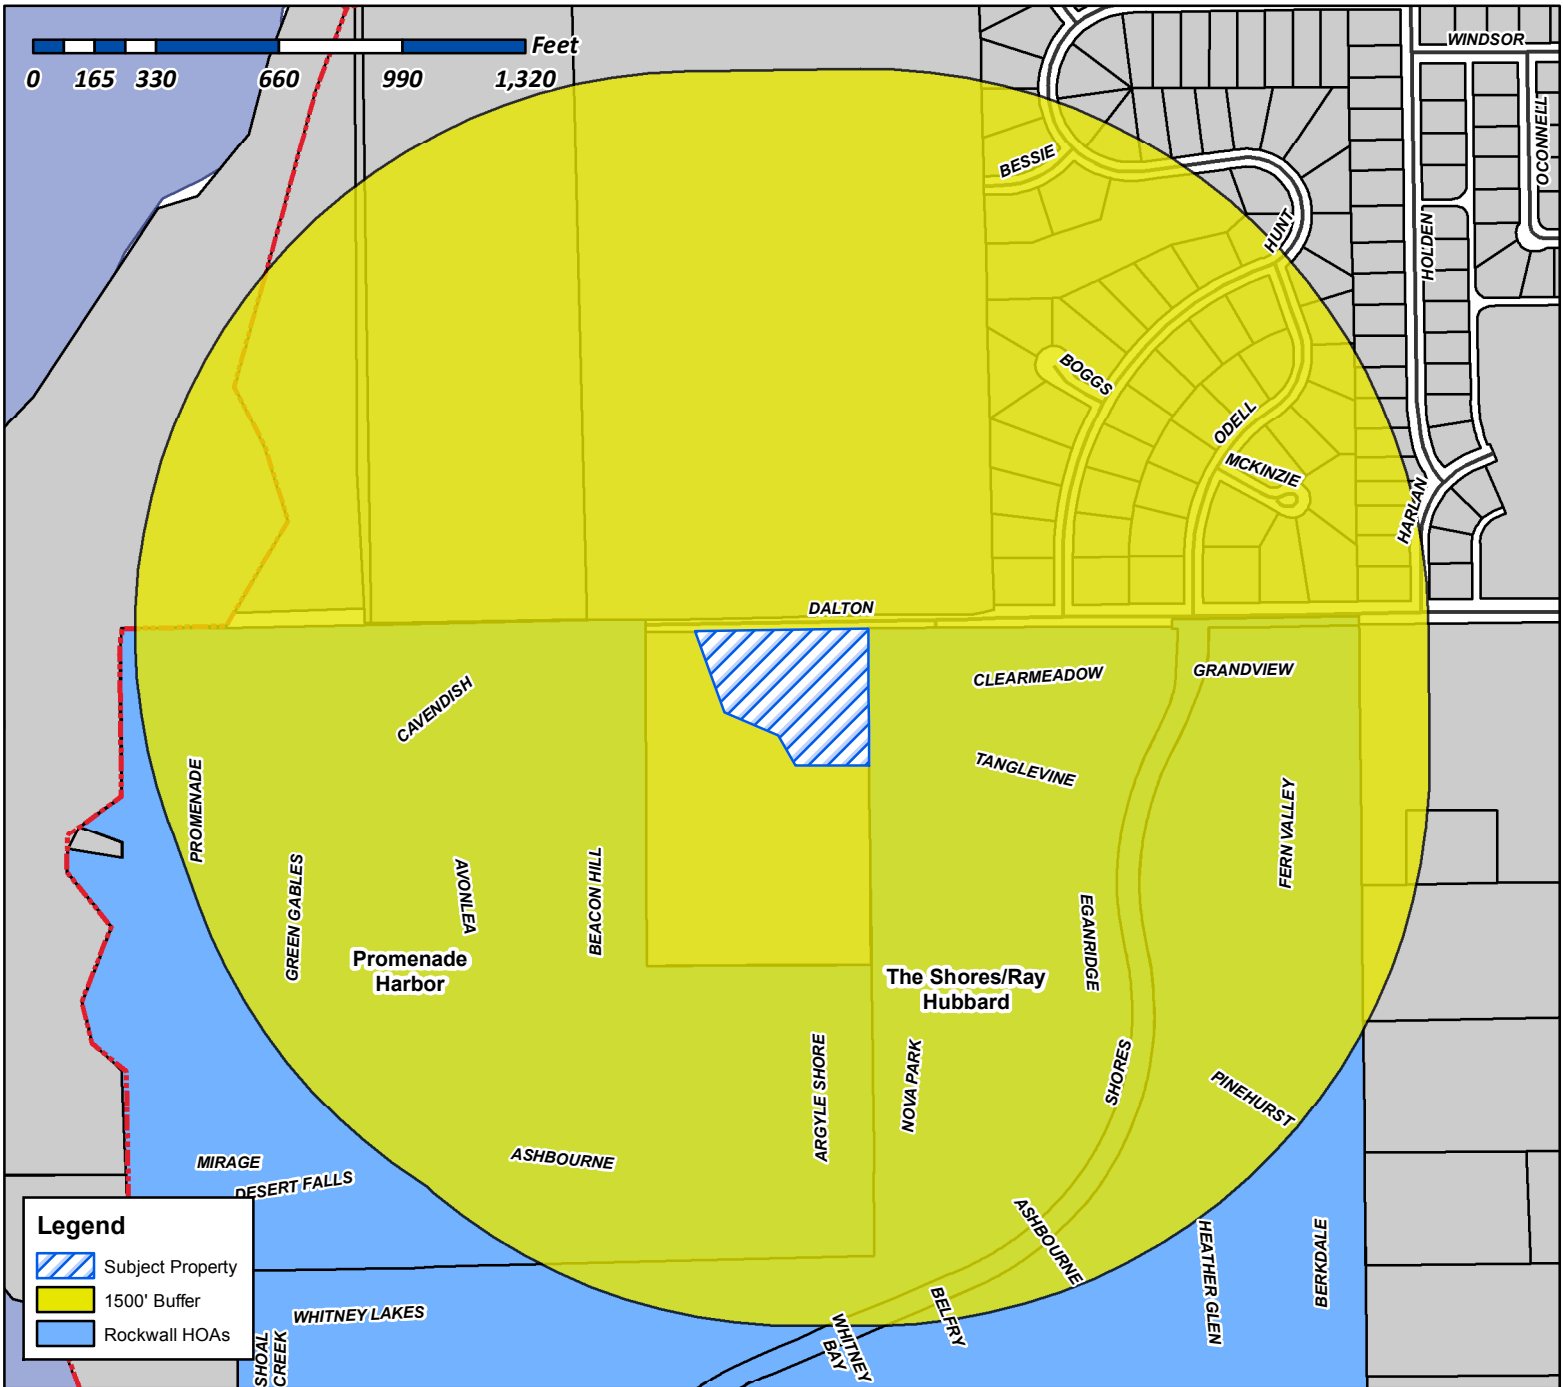 WINDSOR
Feet
0 165 330 660 990 1,320
OCONNELL
BESSIE
HUNT
HOLDEN
BOGGS
ODELL
MCKINZIE
HARLAN
DALTON
CLEARMEADOW
GRANDVIEW
CAVENDISH
TANGLEVINE
PROMENADE
FERN VALLEY
GREEN GABLES
AVONLEA
BEACON HILL
EGANRIDGE
Promenade
Harbor
The Shores/Ray
Hubbard
ARGYLE SHORE
NOVA PARK
SHORES
PINEHURST
MIRAGE
DESERT FALLS
ASHBOURNE
ASHBOURNE
HEATHER GLEN
BERKDALE
Legend
Subject Property
1500' Buffer
Rockwall HOAs
WHITNEY LAKES
SHOAL
CREEK
WHITNEY
BAY
BELFRY